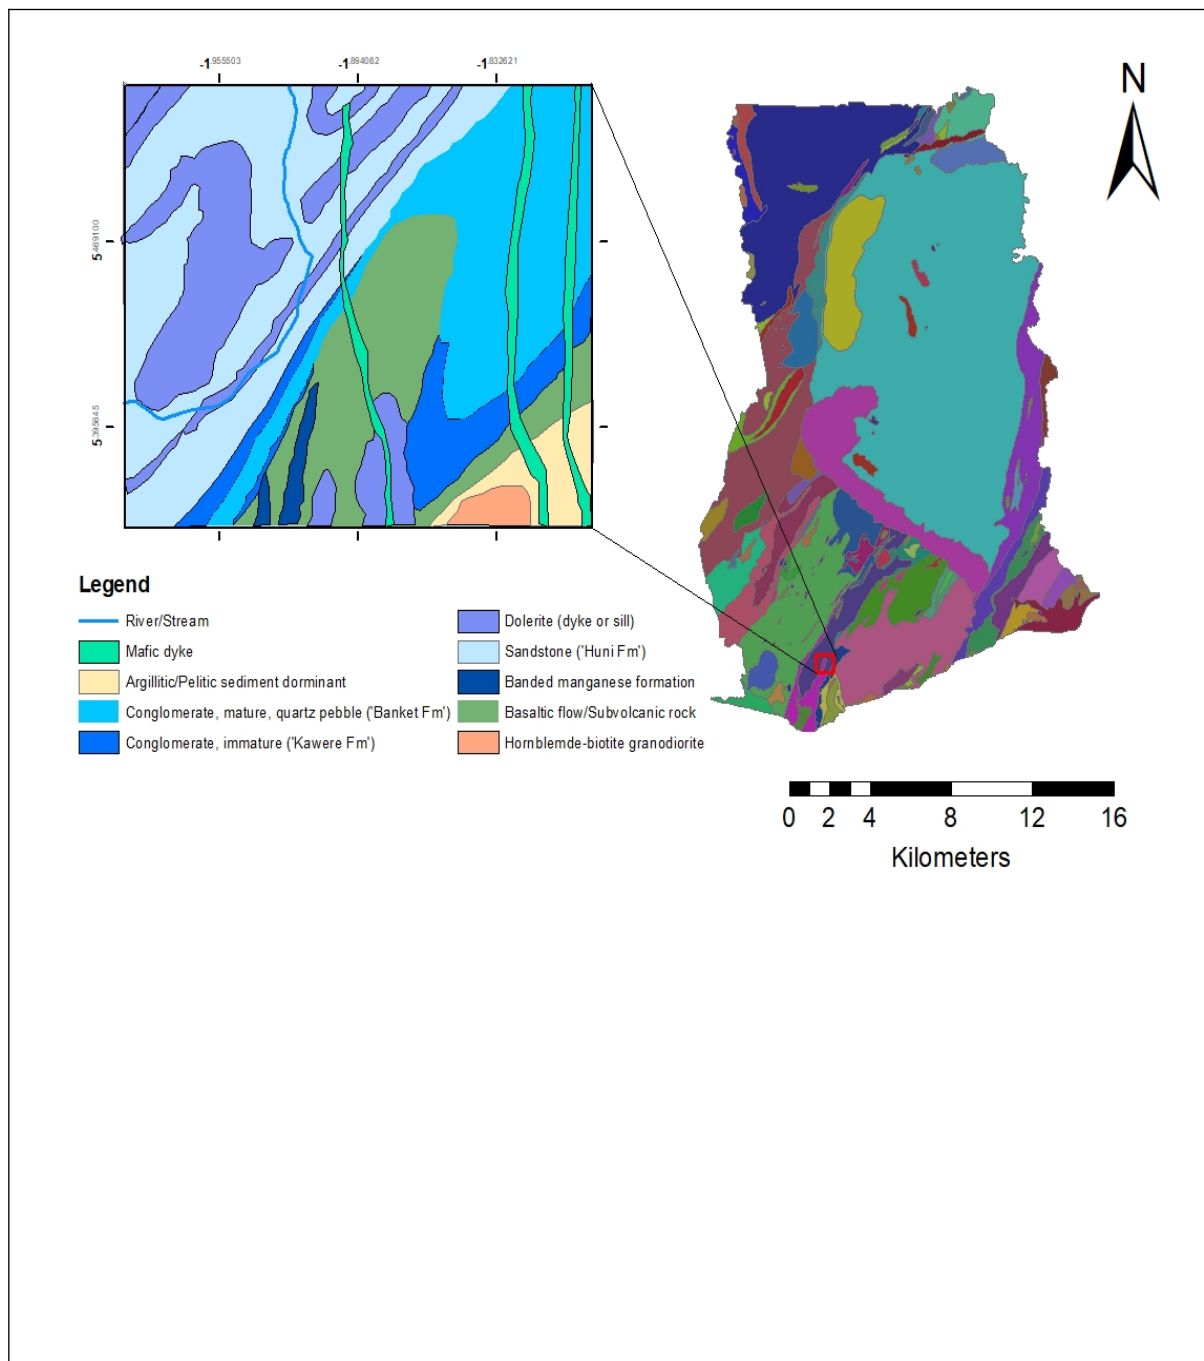 -1.955503 -1.894062 -1.832621
N
5.469100
5.395645
Legend
River/Stream
Mafic dyke
Argillitic/Pelitic sediment dominant
Conglomerate, mature, quartz pebble ('Banket Fm')
Conglomerate, immature ('Kawere Fm')
Dolerite (dyke or sill)
Sandstone ('Huni Fm')
Banded manganese formation
Basaltic flow/Subvolcanic rock
Hornblemde-biotite granodiorite
0 2 4 8 12 16
Kilometers